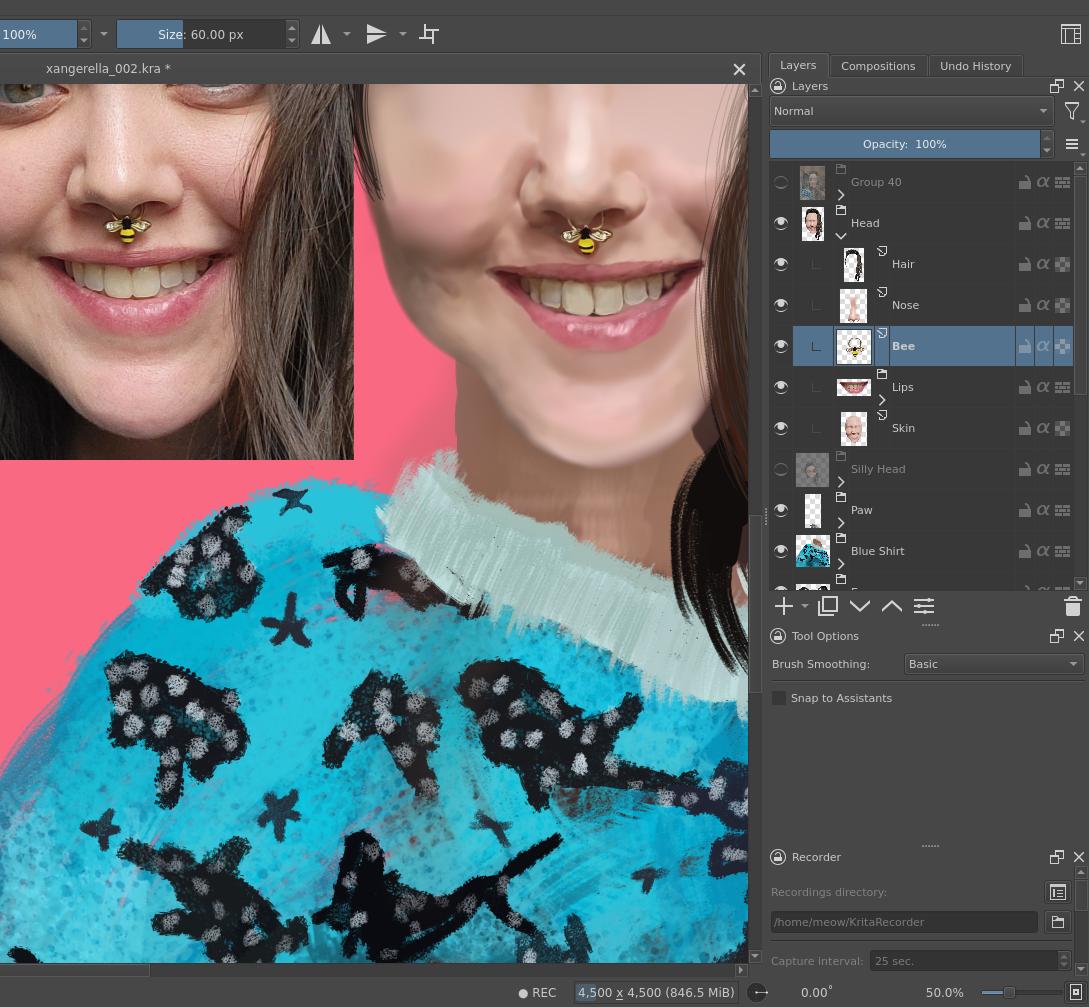 100%
Size: 60.00 px
xangerella_002.kra *
Layers
Compositions
Undo History
Layers
Normal
Opacity: 100%
Group 40
Head
Hair
Nose
Bee
Lips
Skin
Silly Head
Paw
Blue Shirt
Tool Options
Brush Smoothing:
Basic
Snap to Assistants
Recorder
Recordings directory:
/home/meow/KritaRecorder
Capture interval:
25 sec.
REC
4,500 x 4,500 (846.5 MiB)
0.00°
50.0%